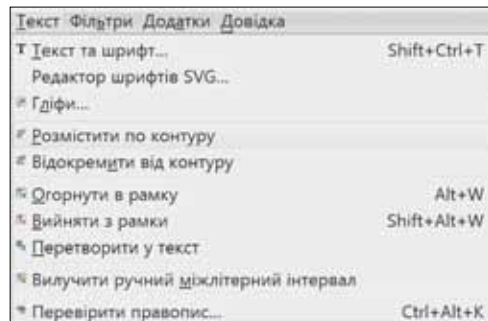 Текст Фільтри Додатки Довідка
Текст та шрифт... Shift+Ctrl+T
Редактор шрифтів SVG...
Гліфи...
Розмістити по контуру
Відокремити від контуру
Огорнути в рамку Alt+W
Вийняти з рамки Shift+Alt+W
Перетворити у текст
Вилучити ручний міжлітерний інтервал
Перевірити правопис... Ctrl+Alt+K